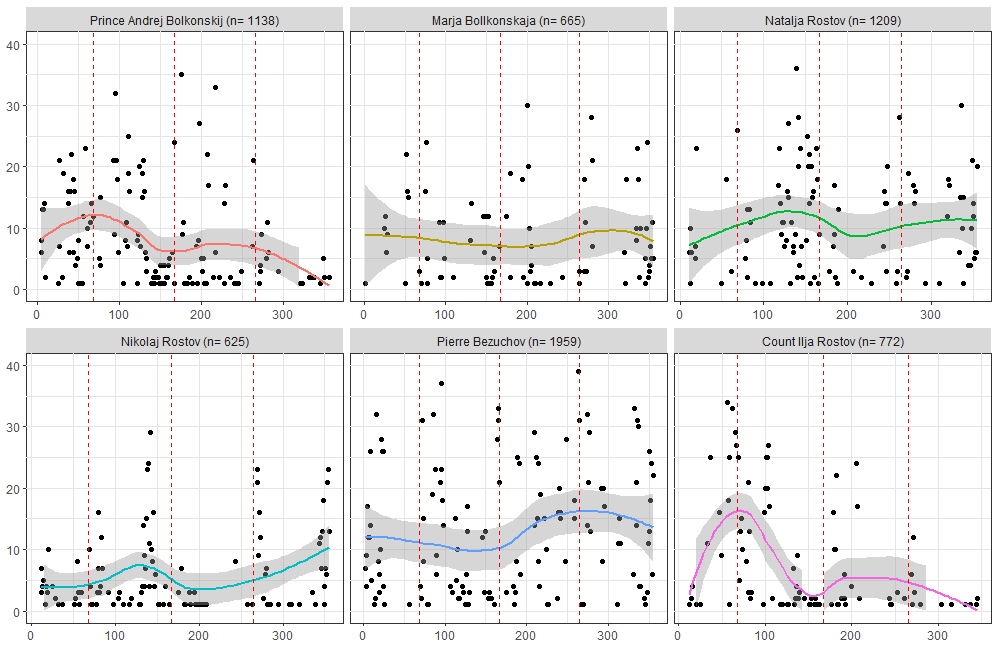 Prince Andrej Bolkonskij (n= 1138)
Marja Bollkonskaja (n= 665)
Natalja Rostov (n= 1209)
40
30
20
10
0
0 100 200 300
0 100 200 300
0 100 200 300
Nikolaj Rostov (n= 625)
Pierre Bezuchov (n= 1959)
Count Ilja Rostov (n= 772)
40
30
20
10
0
0 100 200 300
0 100 200 300
0 100 200 300